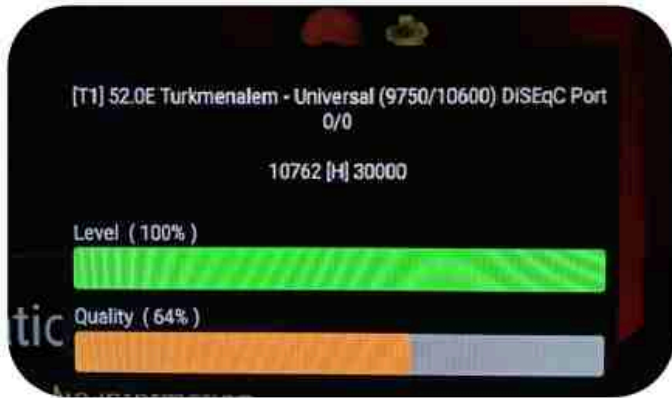 [T1] 52.0E Turkmenalem - Universal (9750/10600) DISEqC Port
0/0
10762 [H] 30000
Level ( 100% )
Quality ( 64% )
tic